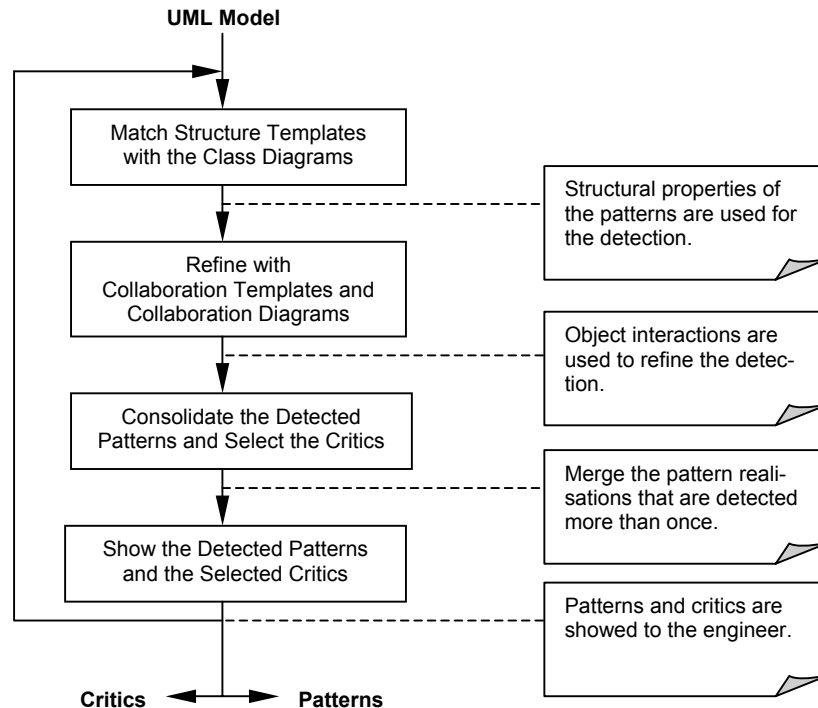 UML Model
Match Structure Templates
with the Class Diagrams
Structural properties of
the patterns are used for
the detection.
Refine with
Collaboration Templates and
Collaboration Diagrams
Object interactions are
used to refine the detec-
tion.
Consolidate the Detected
Patterns and Select the Critics
Merge the pattern reali-
sations that are detected
more than once.
Show the Detected Patterns
and the Selected Critics
Patterns and critics are
showed to the engineer.
Critics
Patterns